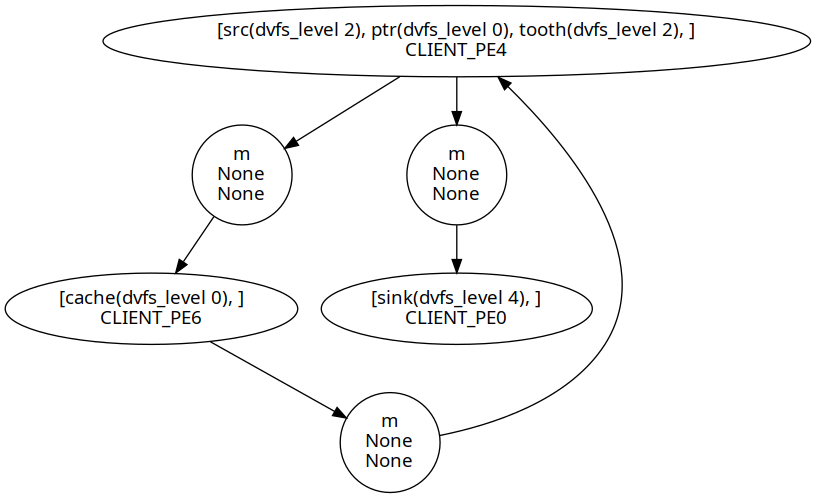 [src(dvfs_level 2), ptr(dvfs_level 0), tooth(dvfs_level 2), ]
CLIENT_PE4
m
None
None
m
None
None
[cache(dvfs_level 0), ]
CLIENT_PE6
[sink(dvfs_level 4), ]
CLIENT_PE0
m
None
None